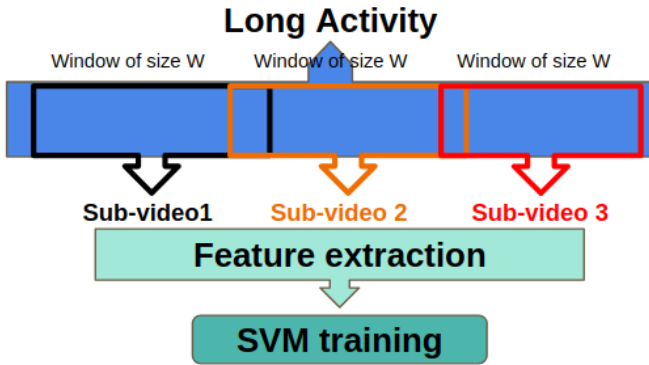 Long Activity
Window of size W Window of size W Window of size W
Sub-video1 Sub-video 2 Sub-video 3
Feature extraction
SVM training